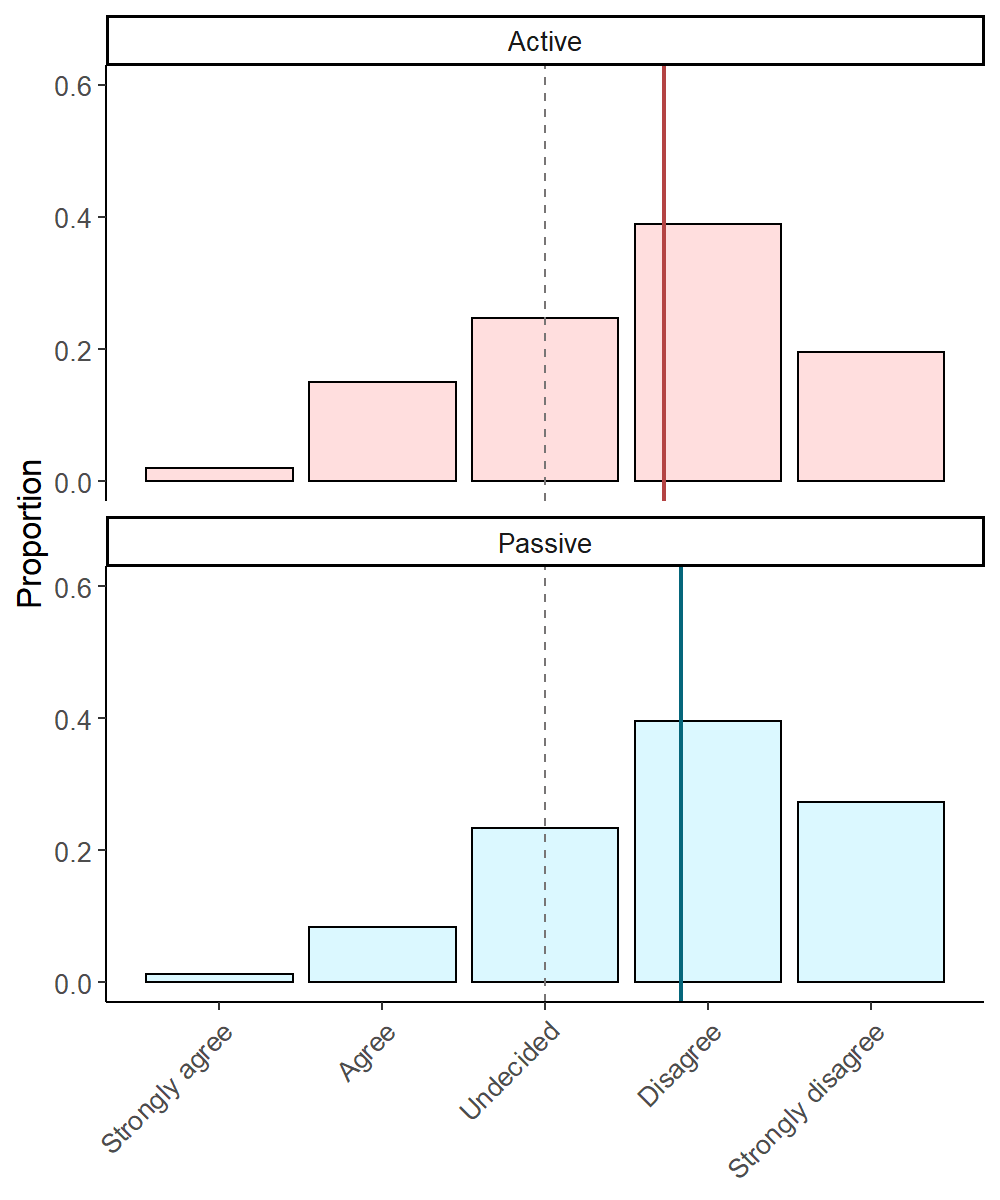 Active
0.6
0.4
0.2
0.0
Proportion
Passive
0.6
0.4
0.2
0.0
Strongly agree
Agree
Undecided
Disagree
Strongly disagree